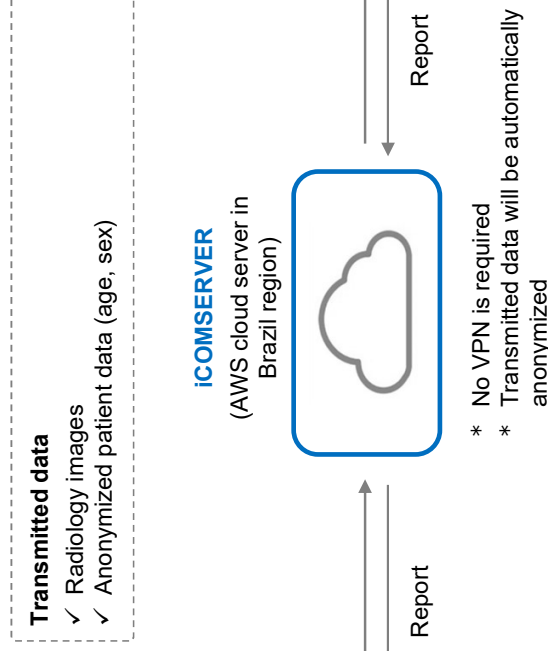 Transmitted data
✓ Radiology images
✓ Anonymized patient data (age, sex)
iCOMSERVER
(AWS cloud server in
Brazil region)
Report
Report
* No VPN is required
* Transmitted data will be automatically
anonymized